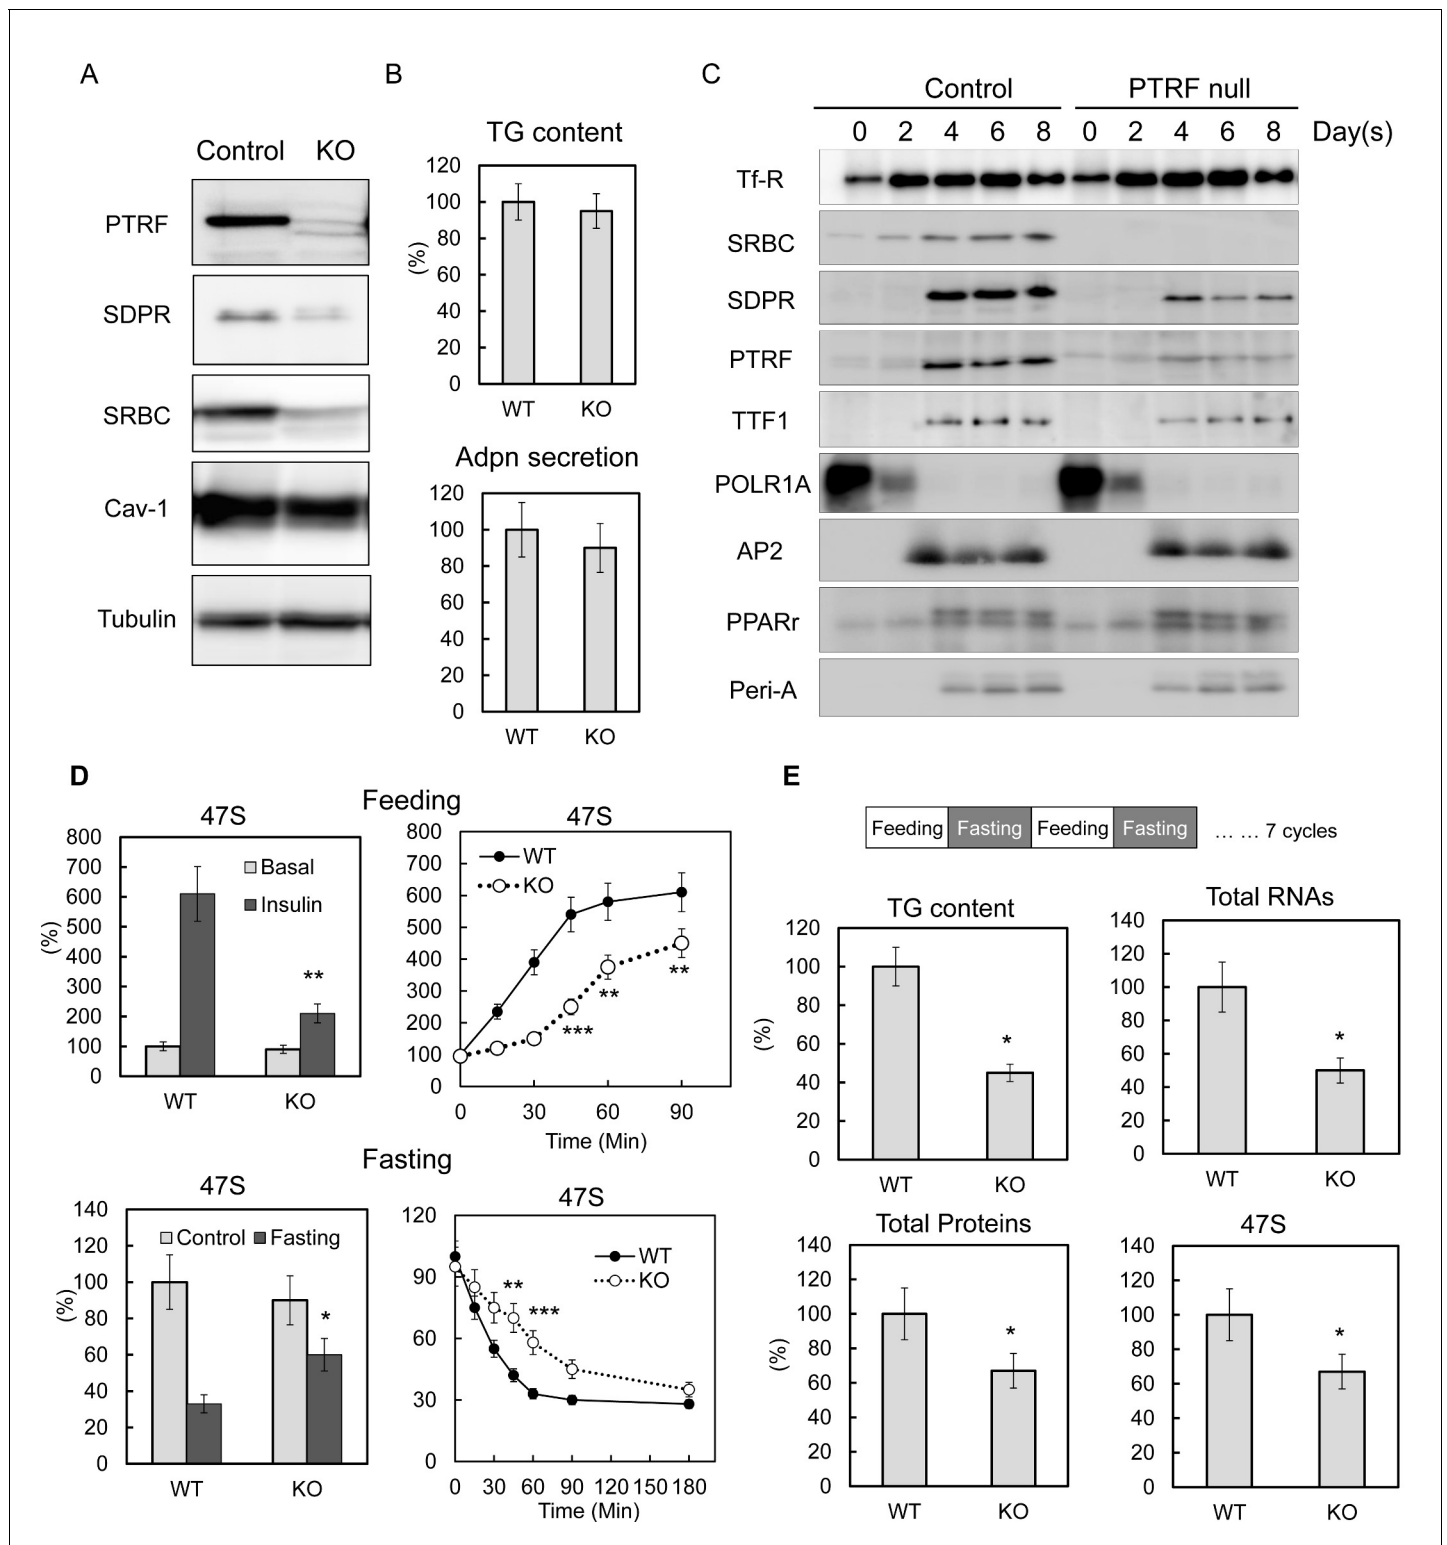 A
Control KO
PTRF
SDPR
SRBC
Cav-1
Tubulin
B
TG content
120
100
80
60
40
20
0
(%)
WT KO
Adpn secretion
120
100
80
60
40
20
0
WT KO
C
Control PTRF null
0 2 4 6 8 0 2 4 6 8 Day(s)
Tf-R
SRBC
SDPR
PTRF
TTF1
POLR1A
AP2
PPARr
Peri-A
D
Feeding
47S
800
700
600
500
400
300
200
100
0
(%)
Basal
Insulin
**
WT KO
47S
800
700
600
500
400
300
200
100
0
WT
KO
***
**
**
0 30 60 90
Time (Min)
Fasting
47S
140
120
100
80
60
40
20
0
(%)
Control Fasting
*
WT KO
47S
120
90
60
30
0
WT
KO
**
***
0 30 60 90 120 150 180
Time (Min)
E
Feeding Fasting Feeding Fasting … … 7 cycles
TG content
120
100
80
60
40
20
0
(%)
*
WT KO
Total RNAs
140
120
100
80
60
40
20
0
*
WT KO
Total Proteins
140
120
100
80
60
40
20
0
(%)
*
WT KO
47S
140
120
100
80
60
40
20
0
*
WT KO